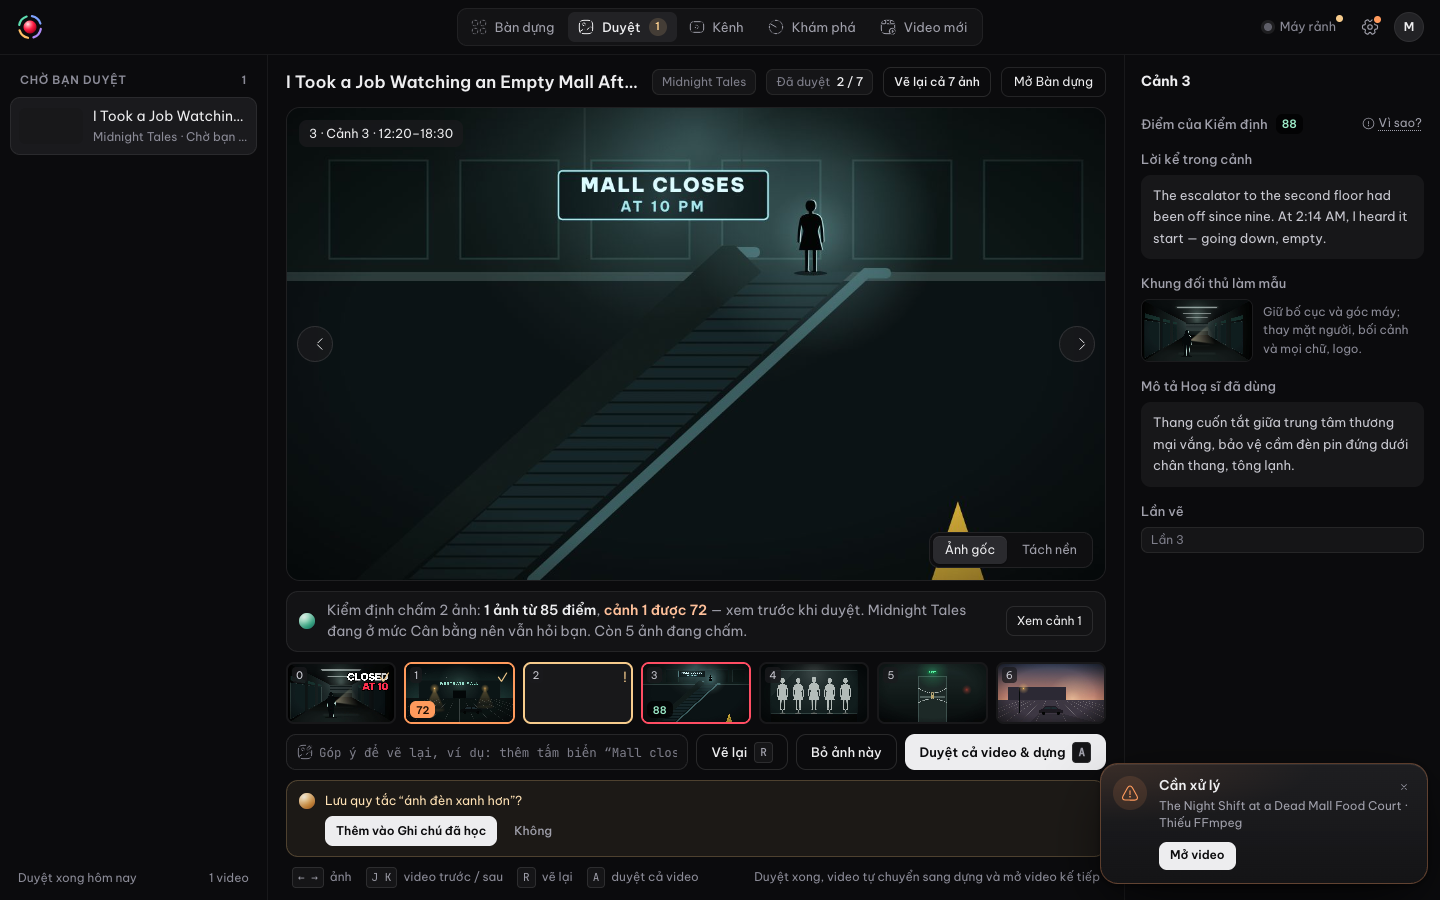 Bàn dựng
Duyệt 1
Kênh
Khám phá
Video mới
Máy rảnh
M
CHỜ BẠN DUYỆT 1
I Took a Job Watchin...
Midnight Tales · Chờ bạn ...
Duyệt xong hôm nay 1 video
I Took a Job Watching an Empty Mall Aft...
Midnight Tales
Đã duyệt 2 / 7
Vẽ lại cả 7 ảnh
Mở Bàn dựng
3 · Cảnh 3 · 12:20–18:30
MALL CLOSES
AT 10 PM
Ảnh gốc
Tách nền
Kiểm định chấm 2 ảnh: 1 ảnh từ 85 điểm, cảnh 1 được 72 — xem trước khi duyệt. Midnight Tales
đang ở mức Cân bằng nên vẫn hỏi bạn. Còn 5 ảnh đang chấm.
Xem cảnh 1
0
CLOSED
AT 10
1
WESTGATE MALL
72
2
!
3
88
4
5
6
Góp ý để vẽ lại, ví dụ: thêm tấm biển “Mall clos
Vẽ lại R
Bỏ ảnh này
Duyệt cả video & dựng A
Lưu quy tắc “ánh đèn xanh hơn”?
Thêm vào Ghi chú đã học
Không
← → ảnh
J K video trước / sau
R vẽ lại
A duyệt cả video
Duyệt xong, video tự chuyển sang dựng và mở video kế tiếp
Cảnh 3
Điểm của Kiểm định 88
Vì sao?
Lời kể trong cảnh
The escalator to the second floor had
been off since nine. At 2:14 AM, I heard it
start — going down, empty.
Khung đối thủ làm mẫu
Giữ bố cục và góc máy;
thay mặt người, bối cảnh
và mọi chữ, logo.
Mô tả Hoạ sĩ đã dùng
Thang cuốn tắt giữa trung tâm thương
mại vắng, bảo vệ cầm đèn pin đứng dưới
chân thang, tông lạnh.
Lần vẽ
Lần 3
Cần xử lý
The Night Shift at a Dead Mall Food Court ·
Thiếu FFmpeg
Mở video